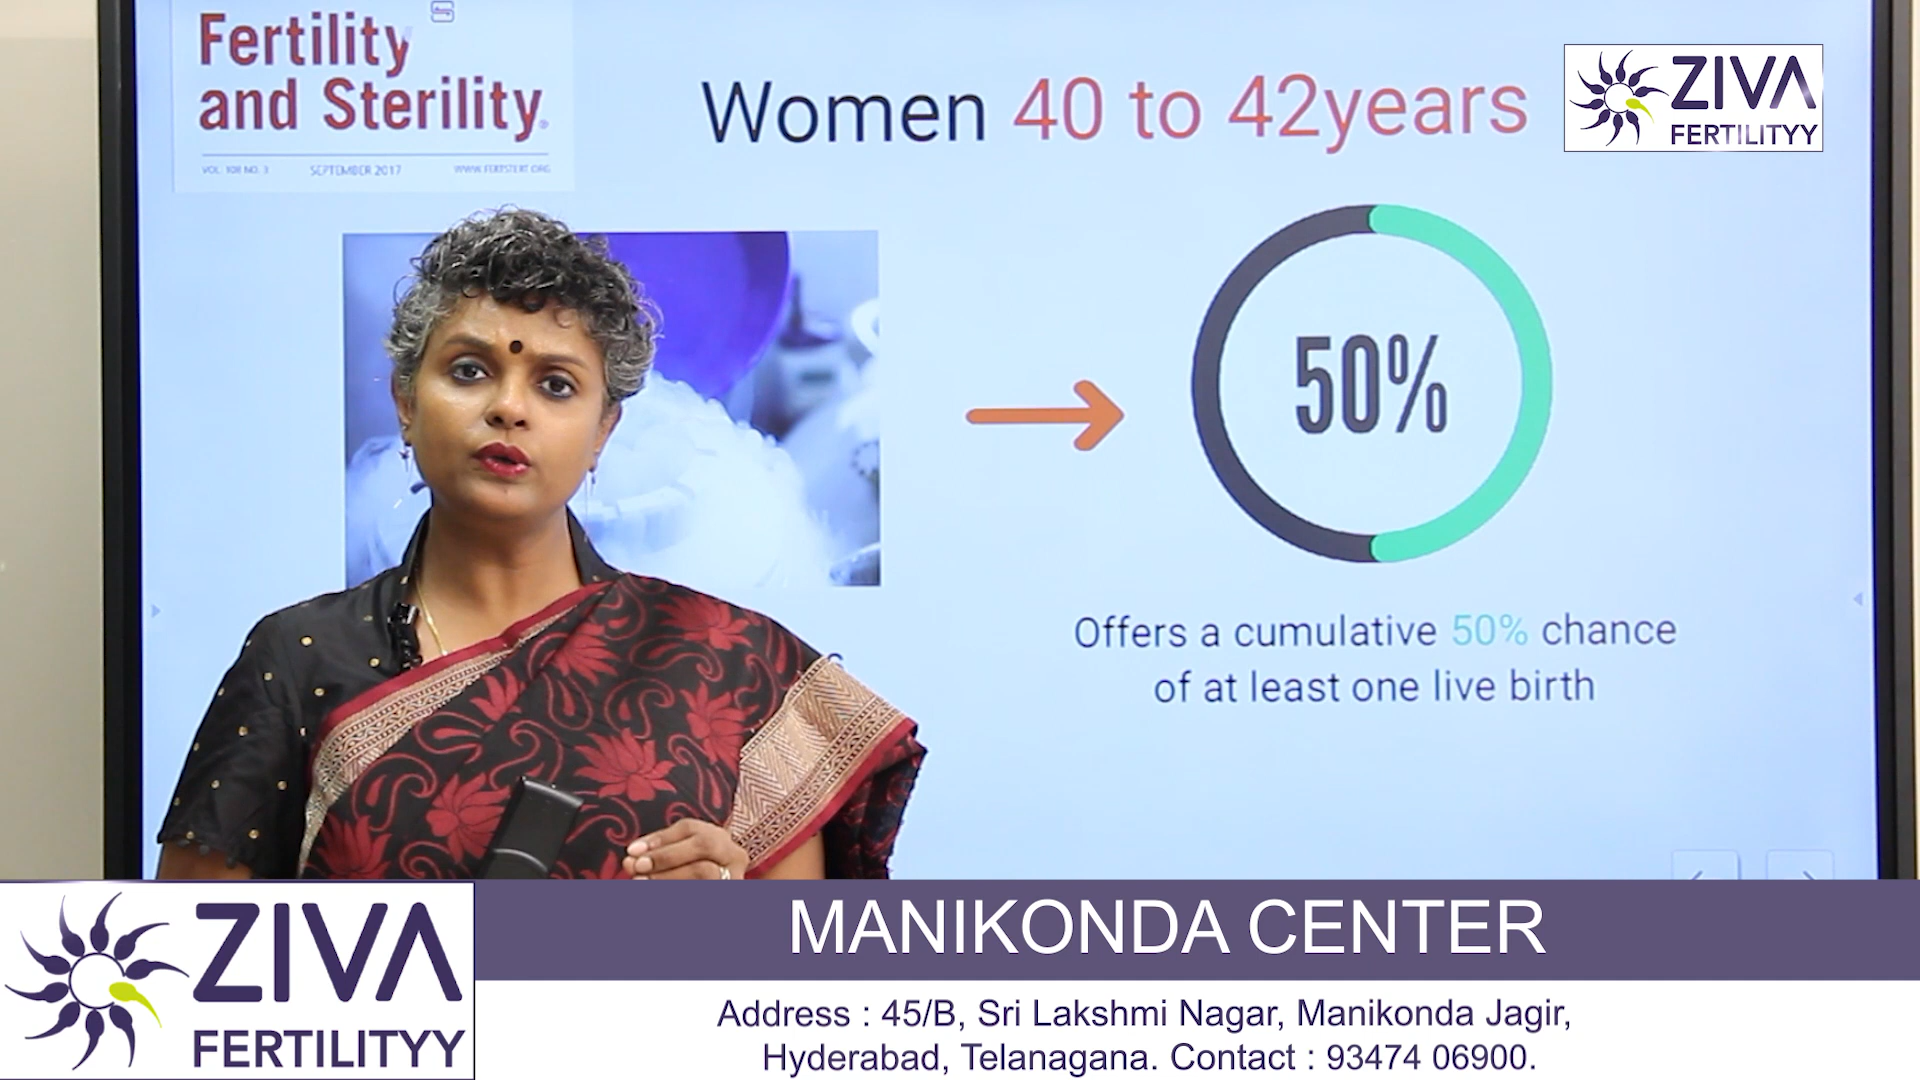 Fertility
and Sterility®
VOL. 108 NO. 3 SEPTEMBER 2017 WWW.FERTSTERT.ORG
Women 40 to 42years
ZIVA
FERTILITYY
50%
Offers a cumulative 50% chance
of at least one live birth
ZIVA
FERTILITYY
MANIKONDA CENTER
Address : 45/B, Sri Lakshmi Nagar, Manikonda Jagir,
Hyderabad, Telanagana. Contact : 93474 06900.